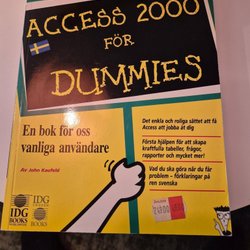 ACCESS 2000
FÖR
DUMMIES
En bok för oss
vanliga användare
Av John Kaufeld
Det enkla och roliga sättet att få
Access att jobba åt dig
Första hjälpen för att skapa
kraftfulla tabeller, frågor,
rapporter och mycket mer!
Vad du ska göra när du får
problem – förklaringar på
ren svenska
IDG
BOOKS
IDG
BOOKS